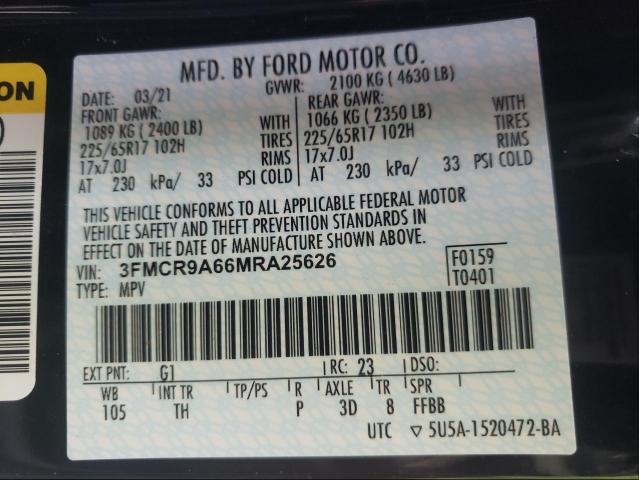 ON
MFD. BY FORD MOTOR CO.
DATE: 03/21 GVWR: 2100 KG ( 4630 LB)
FRONT GAWR: REAR GAWR:
1089 KG ( 2400 LB) WITH 1066 KG ( 2350 LB) WITH
225/65R17 102H TIRES 225/65R17 102H TIRES
17x7.0J RIMS 17x7.0J RIMS
AT 230 kPa/ 33 PSI COLD AT 230 kPa/ 33 PSI COLD
THIS VEHICLE CONFORMS TO ALL APPLICABLE FEDERAL MOTOR
VEHICLE SAFETY AND THEFT PREVENTION STANDARDS IN
EFFECT ON THE DATE OF MANUFACTURE SHOWN ABOVE.
VIN: 3FMCR9A66MRA25626 F0159
TYPE: MPV T0401
EXT PNT: G1 RC: 23 DSO:
WB INT TR TP/PS R AXLE TR SPR
105 TH P 3D 8 FFBB
UTC ▽ 5U5A-1520472-BA